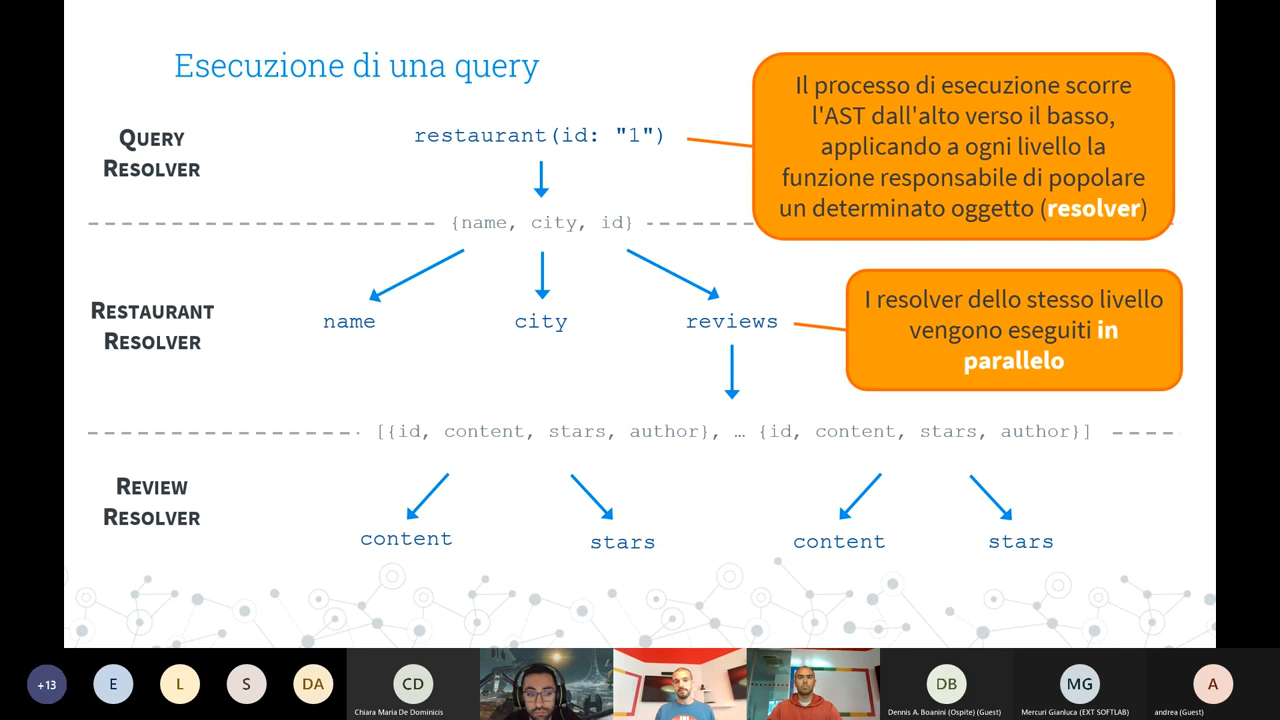 Esecuzione di una query
Il processo di esecuzione scorre
l'AST dall'alto verso il basso,
applicando a ogni livello la
funzione responsabile di popolare
un determinato oggetto (resolver)
QUERY
RESOLVER
restaurant(id: "1")
{name, city, id}
I resolver dello stesso livello
vengono eseguiti in
parallelo
RESTAURANT
RESOLVER
name
city
reviews
[{id, content, stars, author}, … {id, content, stars, author}]
REVIEW
RESOLVER
content
stars
content
stars
+13
E
L
S
DA
CD
Chiara Maria De Dominicis
DB
Dennis A. Boanini (Ospite) (Guest)
MG
Mercuri Gianluca (EXT SOFTLAB)
A
andrea (Guest)